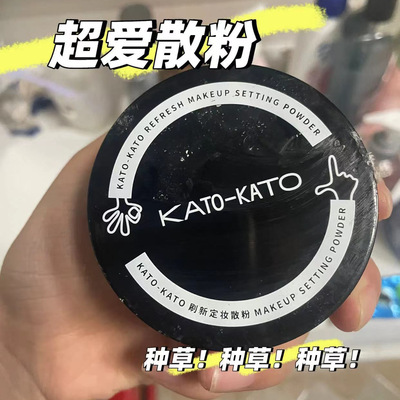 超爱散粉
KATO-KATO REFRESH MAKEUP SETTING POWDER
KATO-KATO
KATO-KATO 刷新定妆散粉 MAKEUP SETTING POWDER
种草！种草！种草！